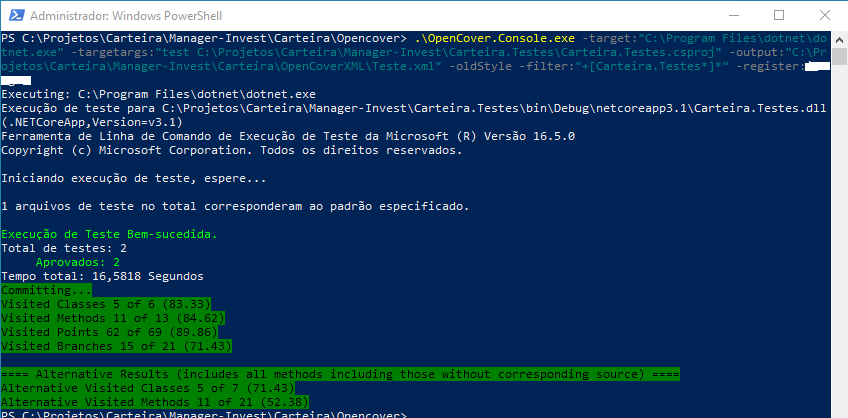 Administrador: Windows PowerShell
PS C:\Projetos\Carteira\Manager-Invest\Carteira\Opencover> .\OpenCover.Console.exe -target:"C:\Program Files\dotnet\do
tnet.exe" -targetargs:"test C:\Projetos\Carteira\Manager-Invest\Carteira.Testes\Carteira.Testes.csproj" -output:"C:\Pr
ojetos\Carteira\Manager-Invest\Carteira\OpenCoverXML\Teste.xml" -oldStyle -filter:"+[Carteira.Testes*]*" -register:
Executing: C:\Program Files\dotnet\dotnet.exe
Execução de teste para C:\Projetos\Carteira\Manager-Invest\Carteira.Testes\bin\Debug\netcoreapp3.1\Carteira.Testes.dll
(.NETCoreApp,Version=v3.1)
Ferramenta de Linha de Comando de Execução de Teste da Microsoft (R) Versão 16.5.0
Copyright (c) Microsoft Corporation. Todos os direitos reservados.
Iniciando execução de teste, espere...
1 arquivos de teste no total corresponderam ao padrão especificado.
Execução de Teste Bem-sucedida.
Total de testes: 2
Aprovados: 2
Tempo total: 16,5818 Segundos
Committing...
Visited Classes 5 of 6 (83.33)
Visited Methods 11 of 13 (84.62)
Visited Points 62 of 69 (89.86)
Visited Branches 15 of 21 (71.43)
==== Alternative Results (includes all methods including those without corresponding source) ====
Alternative Visited Classes 5 of 7 (71.43)
Alternative Visited Methods 11 of 21 (52.38)
PS C:\Projetos\Carteira\Manager-Invest\Carteira\Opencover>